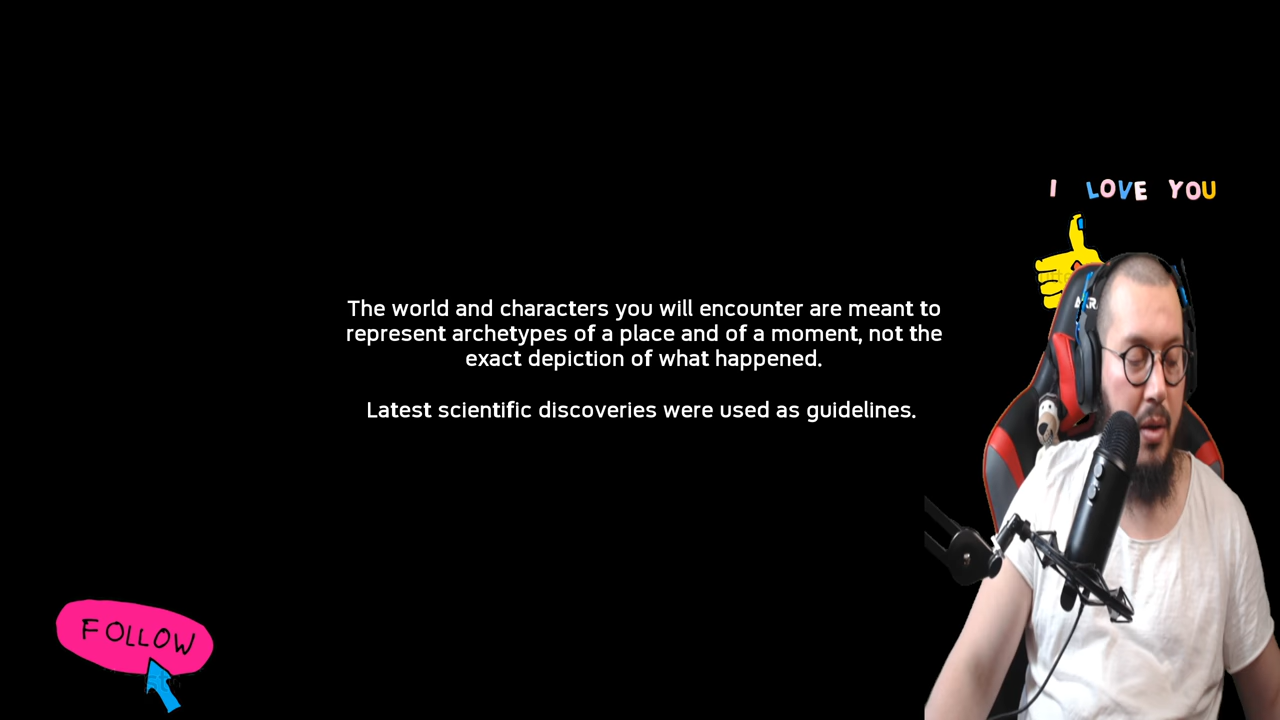 I LOVE YOU
The world and characters you will encounter are meant to
represent archetypes of a place and of a moment, not the
exact depiction of what happened.
Latest scientific discoveries were used as guidelines.
FOLLOW